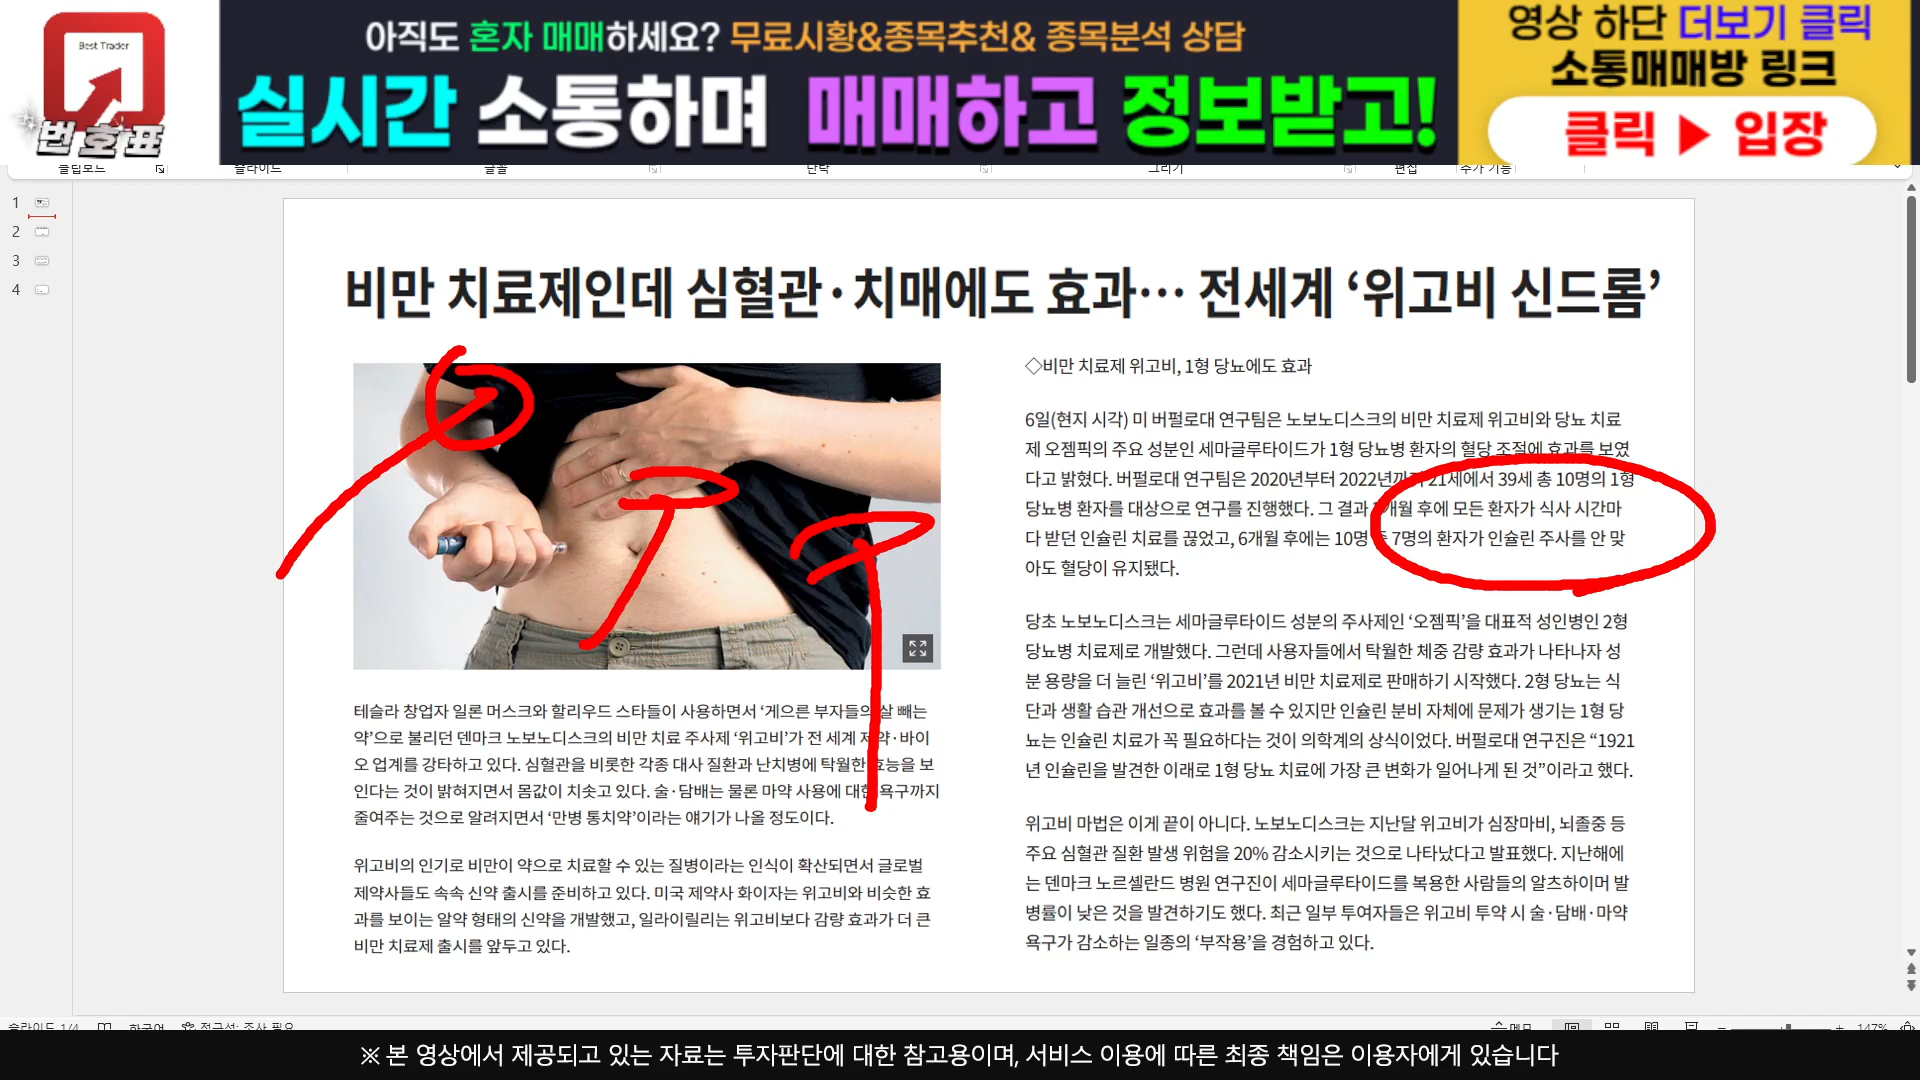 Best Trader
번호표
아직도 혼자 매매하세요? 무료시황&종목추천& 종목분석 상담
실시간 소통하며 매매하고 정보받고!
영상 하단 더보기 클릭
소통매매방 링크
클릭 ▶ 입장
클립보드 슬라이드 글꼴 단락 그리기 편집 추가 기능
1
2
3
4
비만 치료제인데 심혈관·치매에도 효과… 전세계 ‘위고비 신드롬’
테슬라 창업자 일론 머스크와 할리우드 스타들이 사용하면서 ‘게으른 부자들의 살 빼는
약’으로 불리던 덴마크 노보노디스크의 비만 치료 주사제 ‘위고비’가 전 세계 제약·바이
오 업계를 강타하고 있다. 심혈관을 비롯한 각종 대사 질환과 난치병에 탁월한 효능을 보
인다는 것이 밝혀지면서 몸값이 치솟고 있다. 술·담배는 물론 마약 사용에 대한 욕구까지
줄여주는 것으로 알려지면서 ‘만병 통치약’이라는 얘기가 나올 정도이다.
위고비의 인기로 비만이 약으로 치료할 수 있는 질병이라는 인식이 확산되면서 글로벌
제약사들도 속속 신약 출시를 준비하고 있다. 미국 제약사 화이자는 위고비와 비슷한 효
과를 보이는 알약 형태의 신약을 개발했고, 일라이릴리는 위고비보다 감량 효과가 더 큰
비만 치료제 출시를 앞두고 있다.
◇비만 치료제 위고비, 1형 당뇨에도 효과
6일(현지 시각) 미 버펄로대 연구팀은 노보노디스크의 비만 치료제 위고비와 당뇨 치료
제 오젬픽의 주요 성분인 세마글루타이드가 1형 당뇨병 환자의 혈당 조절에 효과를 보였
다고 밝혔다. 버펄로대 연구팀은 2020년부터 2022년까지 21세에서 39세 총 10명의 1형
당뇨병 환자를 대상으로 연구를 진행했다. 그 결과 개월 후에 모든 환자가 식사 시간마
다 받던 인슐린 치료를 끊었고, 6개월 후에는 10명 중 7명의 환자가 인슐린 주사를 안 맞
아도 혈당이 유지됐다.
당초 노보노디스크는 세마글루타이드 성분의 주사제인 ‘오젬픽’을 대표적 성인병인 2형
당뇨병 치료제로 개발했다. 그런데 사용자들에서 탁월한 체중 감량 효과가 나타나자 성
분 용량을 더 늘린 ‘위고비’를 2021년 비만 치료제로 판매하기 시작했다. 2형 당뇨는 식
단과 생활 습관 개선으로 효과를 볼 수 있지만 인슐린 분비 자체에 문제가 생기는 1형 당
뇨는 인슐린 치료가 꼭 필요하다는 것이 의학계의 상식이었다. 버펄로대 연구진은 “1921
년 인슐린을 발견한 이래로 1형 당뇨 치료에 가장 큰 변화가 일어나게 된 것”이라고 했다.
위고비 마법은 이게 끝이 아니다. 노보노디스크는 지난달 위고비가 심장마비, 뇌졸중 등
주요 심혈관 질환 발생 위험을 20% 감소시키는 것으로 나타났다고 발표했다. 지난해에
는 덴마크 노르셸란드 병원 연구진이 세마글루타이드를 복용한 사람들의 알츠하이머 발
병률이 낮은 것을 발견하기도 했다. 최근 일부 투여자들은 위고비 투약 시 술·담배·마약
욕구가 감소하는 일종의 ‘부작용’을 경험하고 있다.
슬라이드 1/4 한국어 접근성: 조사 필요 메모 147%
※ 본 영상에서 제공되고 있는 자료는 투자판단에 대한 참고용이며, 서비스 이용에 따른 최종 책임은 이용자에게 있습니다